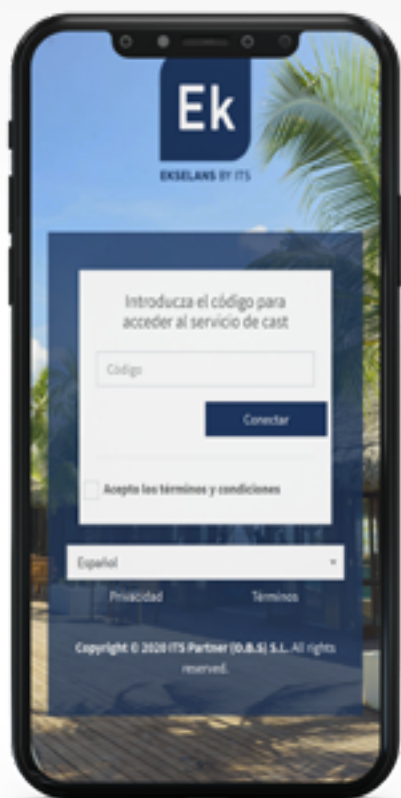 Ek
EKSELANS BY ITS
Introduzca el código para
acceder al servicio de cast
Código
Conectar
Acepto los términos y condiciones
Español
Privacidad Términos
Copyright © 2020 ITS Partner (O.B.S) S.L. All rights
reserved.